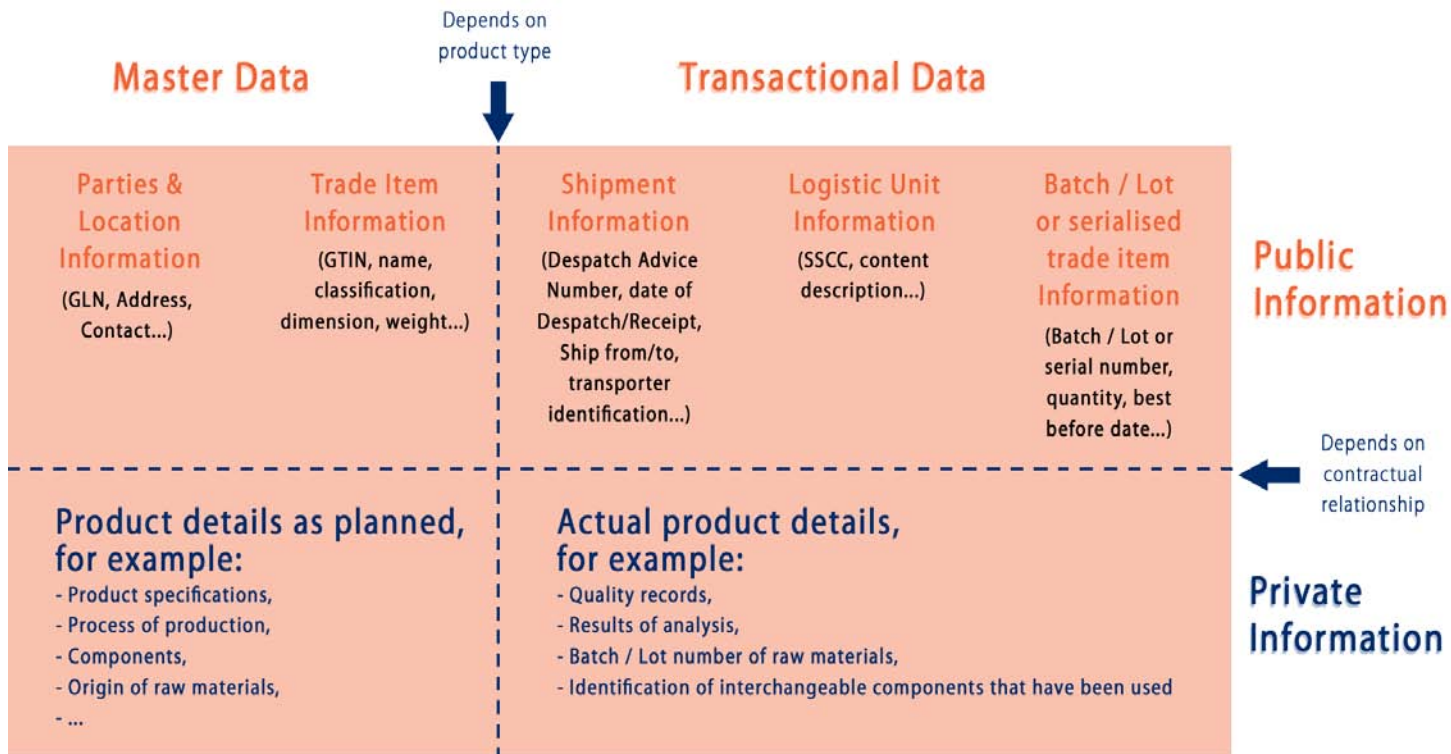 Depends on
product type
Master Data
Transactional Data
Parties &
Location
Information
(GLN, Address,
Contact...)
Trade Item
Information
(GTIN, name,
classification,
dimension, weight...)
Shipment
Information
(Despatch Advice
Number, date of
Despatch/Receipt,
Ship from/to,
transporter
identification...)
Logistic Unit
Information
(SSCC, content
description...)
Batch / Lot
or serialised
trade item
Information
(Batch / Lot or
serial number,
quantity, best
before date...)
Public
Information
Depends on
contractual
relationship
Product details as planned,
for example:
- Product specifications,
- Process of production,
- Components,
- Origin of raw materials,
- ...
Actual product details,
for example:
- Quality records,
- Results of analysis,
- Batch / Lot number of raw materials,
- Identification of interchangeable components that have been used
Private
Information